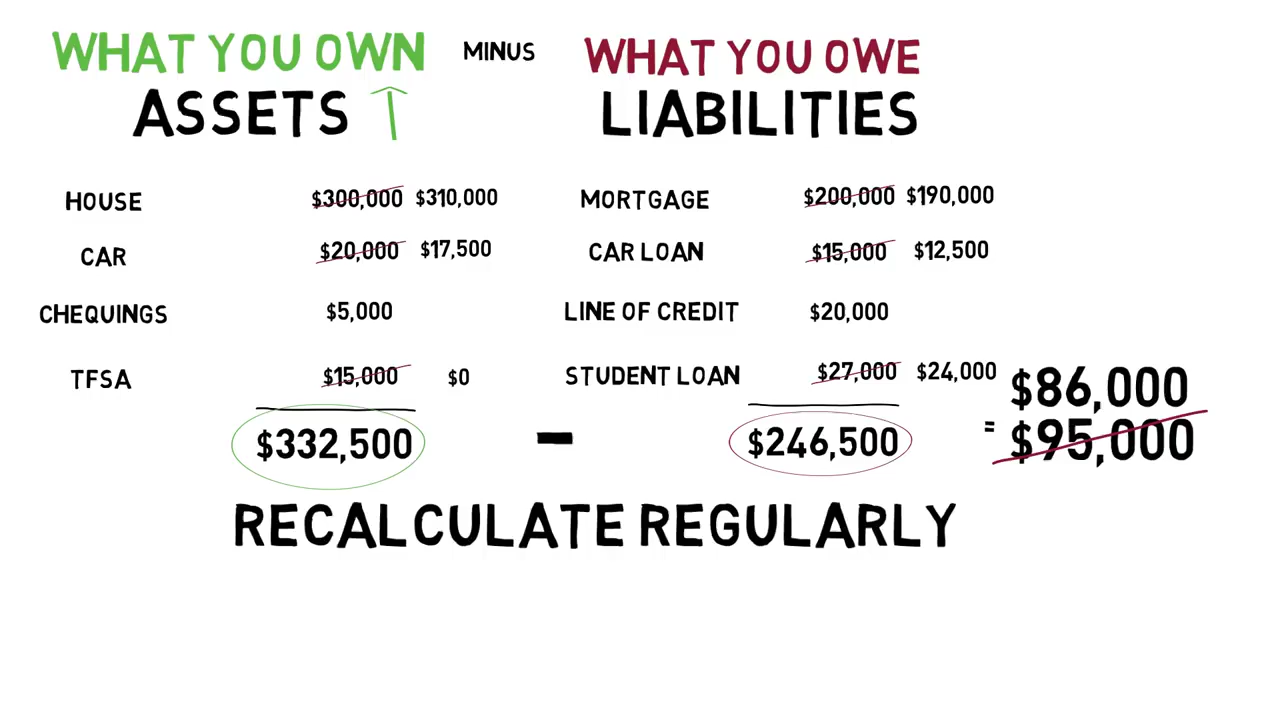 WHAT YOU OWN MINUS WHAT YOU OWE
ASSETS LIABILITIES
HOUSE $300,000 $310,000 MORTGAGE $200,000 $190,000
CAR $20,000 $17,500 CAR LOAN $15,000 $12,500
CHEQUINGS $5,000 LINE OF CREDIT $20,000
TFSA $15,000 $0 STUDENT LOAN $27,000 $24,000 $86,000
$332,500 - $246,500 = $95,000
RECALCULATE REGULARLY